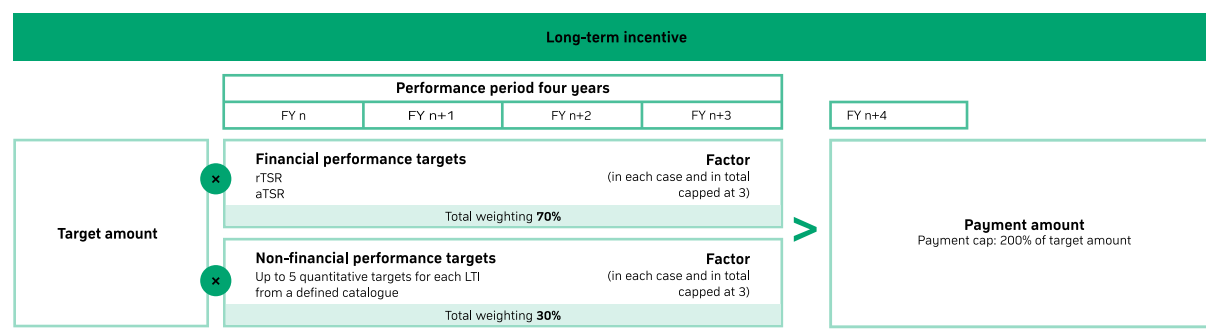 Long-term incentive
Performance period four years
FY n
FY n+1
FY n+2
FY n+3
FY n+4
Target amount
×
Financial performance targets
rTSR
aTSR
Factor
(in each case and in total
capped at 3)
Total weighting 70%
×
Non-financial performance targets
Up to 5 quantitative targets for each LTI
from a defined catalogue
Factor
(in each case and in total
capped at 3)
Total weighting 30%
>
Payment amount
Payment cap: 200% of target amount